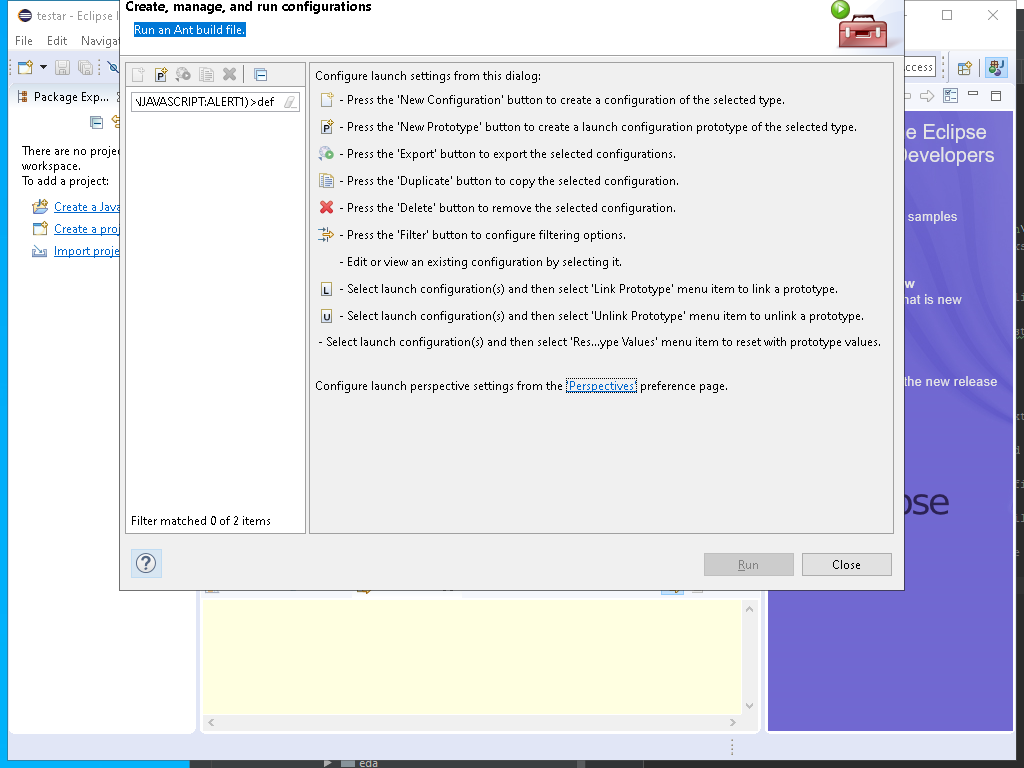 Create, manage, and run configurations
testar - Eclipse
Run an Ant build file.
File Edit
Package Exp...
\JAVASCRIPT:ALERT1)>def
Configure launch settings from this dialog:
- Press the 'New Configuration' button to create a configuration of the selected type.
P - Press the 'New Prototype' button to create a launch configuration prototype of the selected type.
- Press the 'Export' button to export the selected configurations.
- Press the 'Duplicate' button to copy the selected configuration.
- Press the 'Delete' button to remove the selected configuration.
- Press the 'Filter' button to configure filtering options.
- Edit or view an existing configuration by selecting it.
L - Select launch configuration(s) and then select 'Link Prototype' menu item to link a prototype.
U - Select launch configuration(s) and then select 'Unlink Prototype' menu item to unlink a prototype.
- Select launch configuration(s) and then select 'Res...ype Values' menu item to reset with prototype values.
Configure launch perspective settings from the 'Perspectives' preference page.
There are no
workspace.
To add a project:
Create a Java
Create a
Import
Filter matched 0 of 2 items
?
Run
Close
cess
e Eclipse
Developers
samples
w
hat is new
the new release
pse
eda